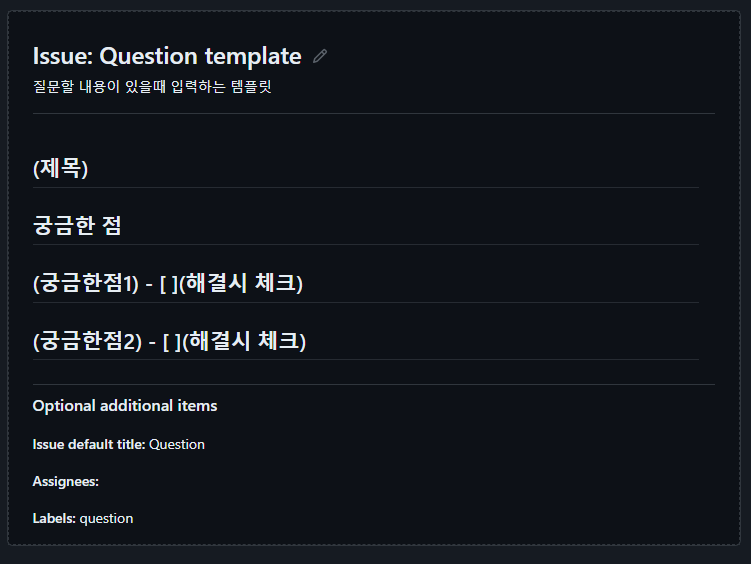 Issue: Question template
질문할 내용이 있을때 입력하는 템플릿
(제목)
궁금한 점
(궁금한점1) - [ ](해결시 체크)
(궁금한점2) - [ ](해결시 체크)
Optional additional items
Issue default title: Question
Assignees:
Labels: question